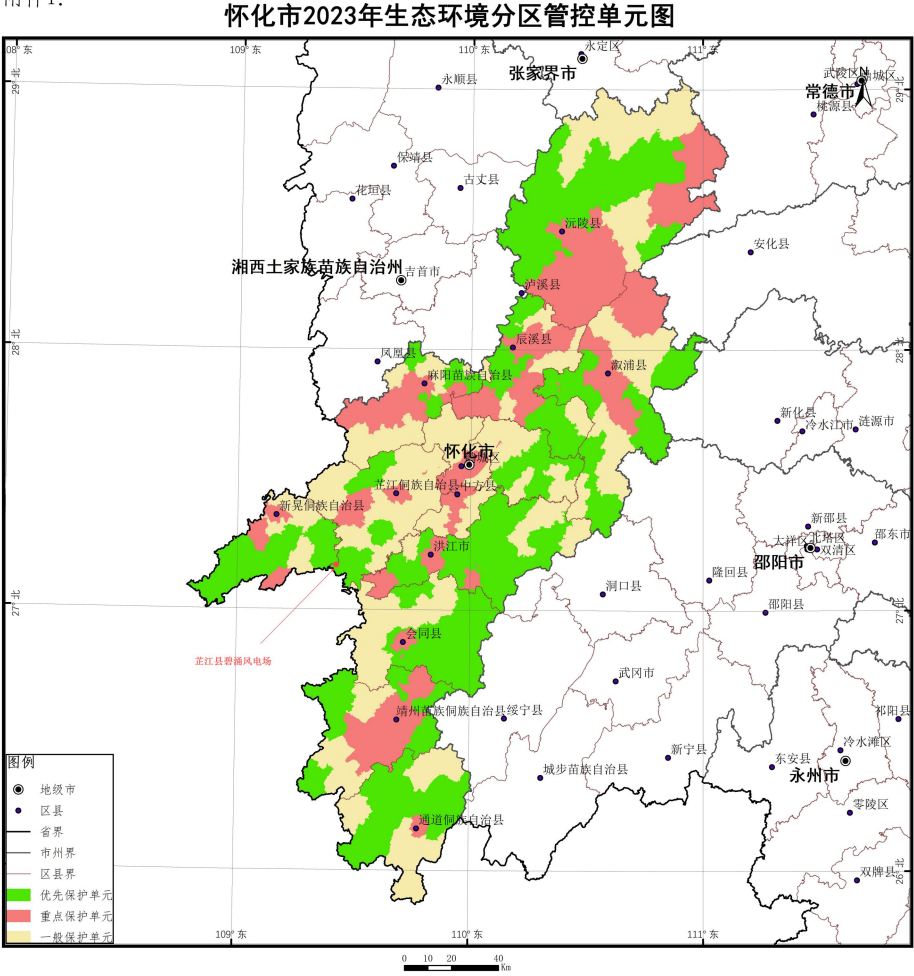 附件1:
怀化市2023年生态环境分区管控单元图
08° 东
109° 东
110° 东
111° 东
永定区
张家界市
永顺县
武陵区
鼎城区
N
常德市
桃源县
29° 北
29° 北
保靖县
古丈县
花垣县
沅陵县
安化县
湘西土家族苗族自治州
吉首市
泸溪县
28° 北
28° 北
辰溪县
凤凰县
溆浦县
麻阳苗族自治县
新化县
冷水江市
涟源市
怀化市
城区
芷江侗族自治县
中方县
新晃侗族自治县
新邵县
洪江市
大祥区
北塔区
双清区
邵东市
邵阳市
隆回县
洞口县
27° 北
27° 北
邵阳县
会同县
芷江县碧涌风电场
武冈市
靖州苗族侗族自治县
绥宁县
祁阳县
新宁县
冷水滩区
东安县
永州市
城步苗族自治县
零陵区
通道侗族自治县
双牌县
26° 北
图例
地级市
区县
省界
市州界
区县界
优先保护单元
重点保护单元
一般保护单元
109° 东
110° 东
111° 东
0 10 20 40
Km